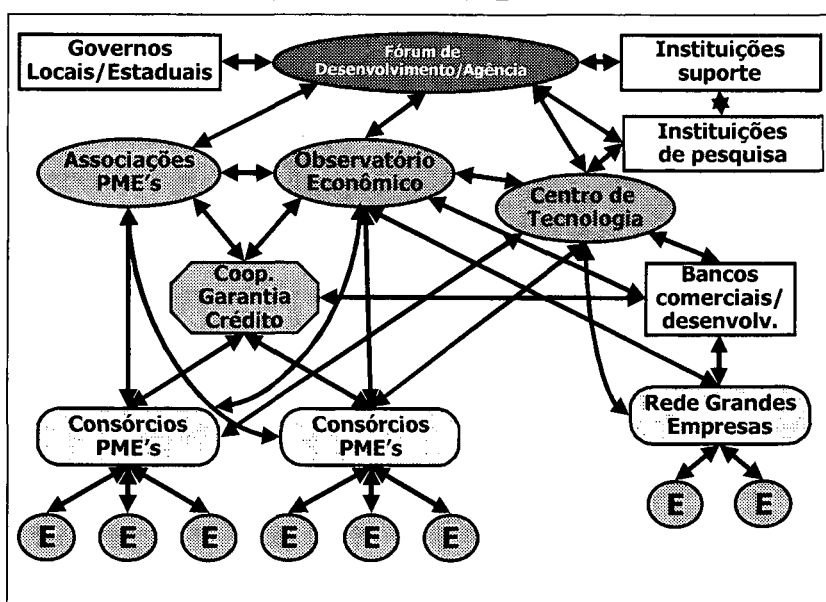 Governos
Locais/Estaduais
Fórum de
Desenvolvimento/Agência
Instituições
suporte
Instituições
de pesquisa
Associações
PME's
Observatório
Econômico
Centro de
Tecnologia
Coop.
Garantia
Crédito
Bancos
comerciais/
desenvolv.
Consórcios
PME's
Consórcios
PME's
Rede Grandes
Empresas
E
E
E
E
E
E
E
E